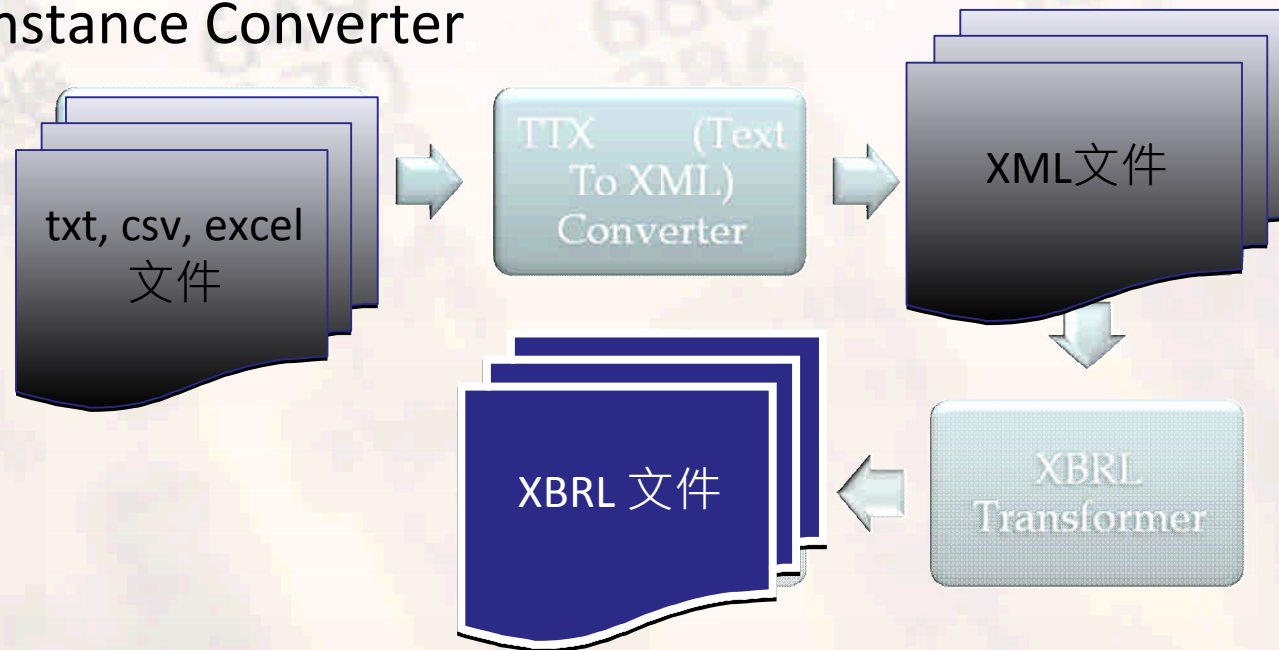 nstance Converter
txt, csv, excel
文件
TTX (Text
To XML)
Converter
XML文件
XBRL
Transformer
XBRL 文件